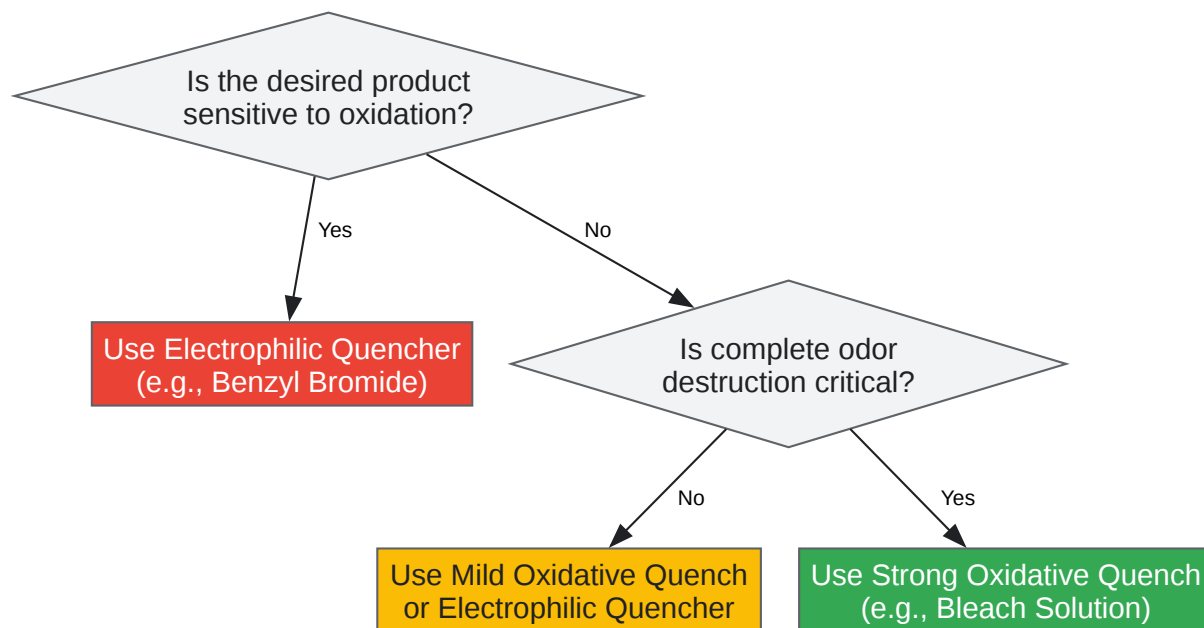 Is the desired product
sensitive to oxidation?
Yes
No
Use Electrophilic Quencher
(e.g., Benzyl Bromide)
Is complete odor
destruction critical?
No
Yes
Use Mild Oxidative Quench
or Electrophilic Quencher
Use Strong Oxidative Quench
(e.g., Bleach Solution)